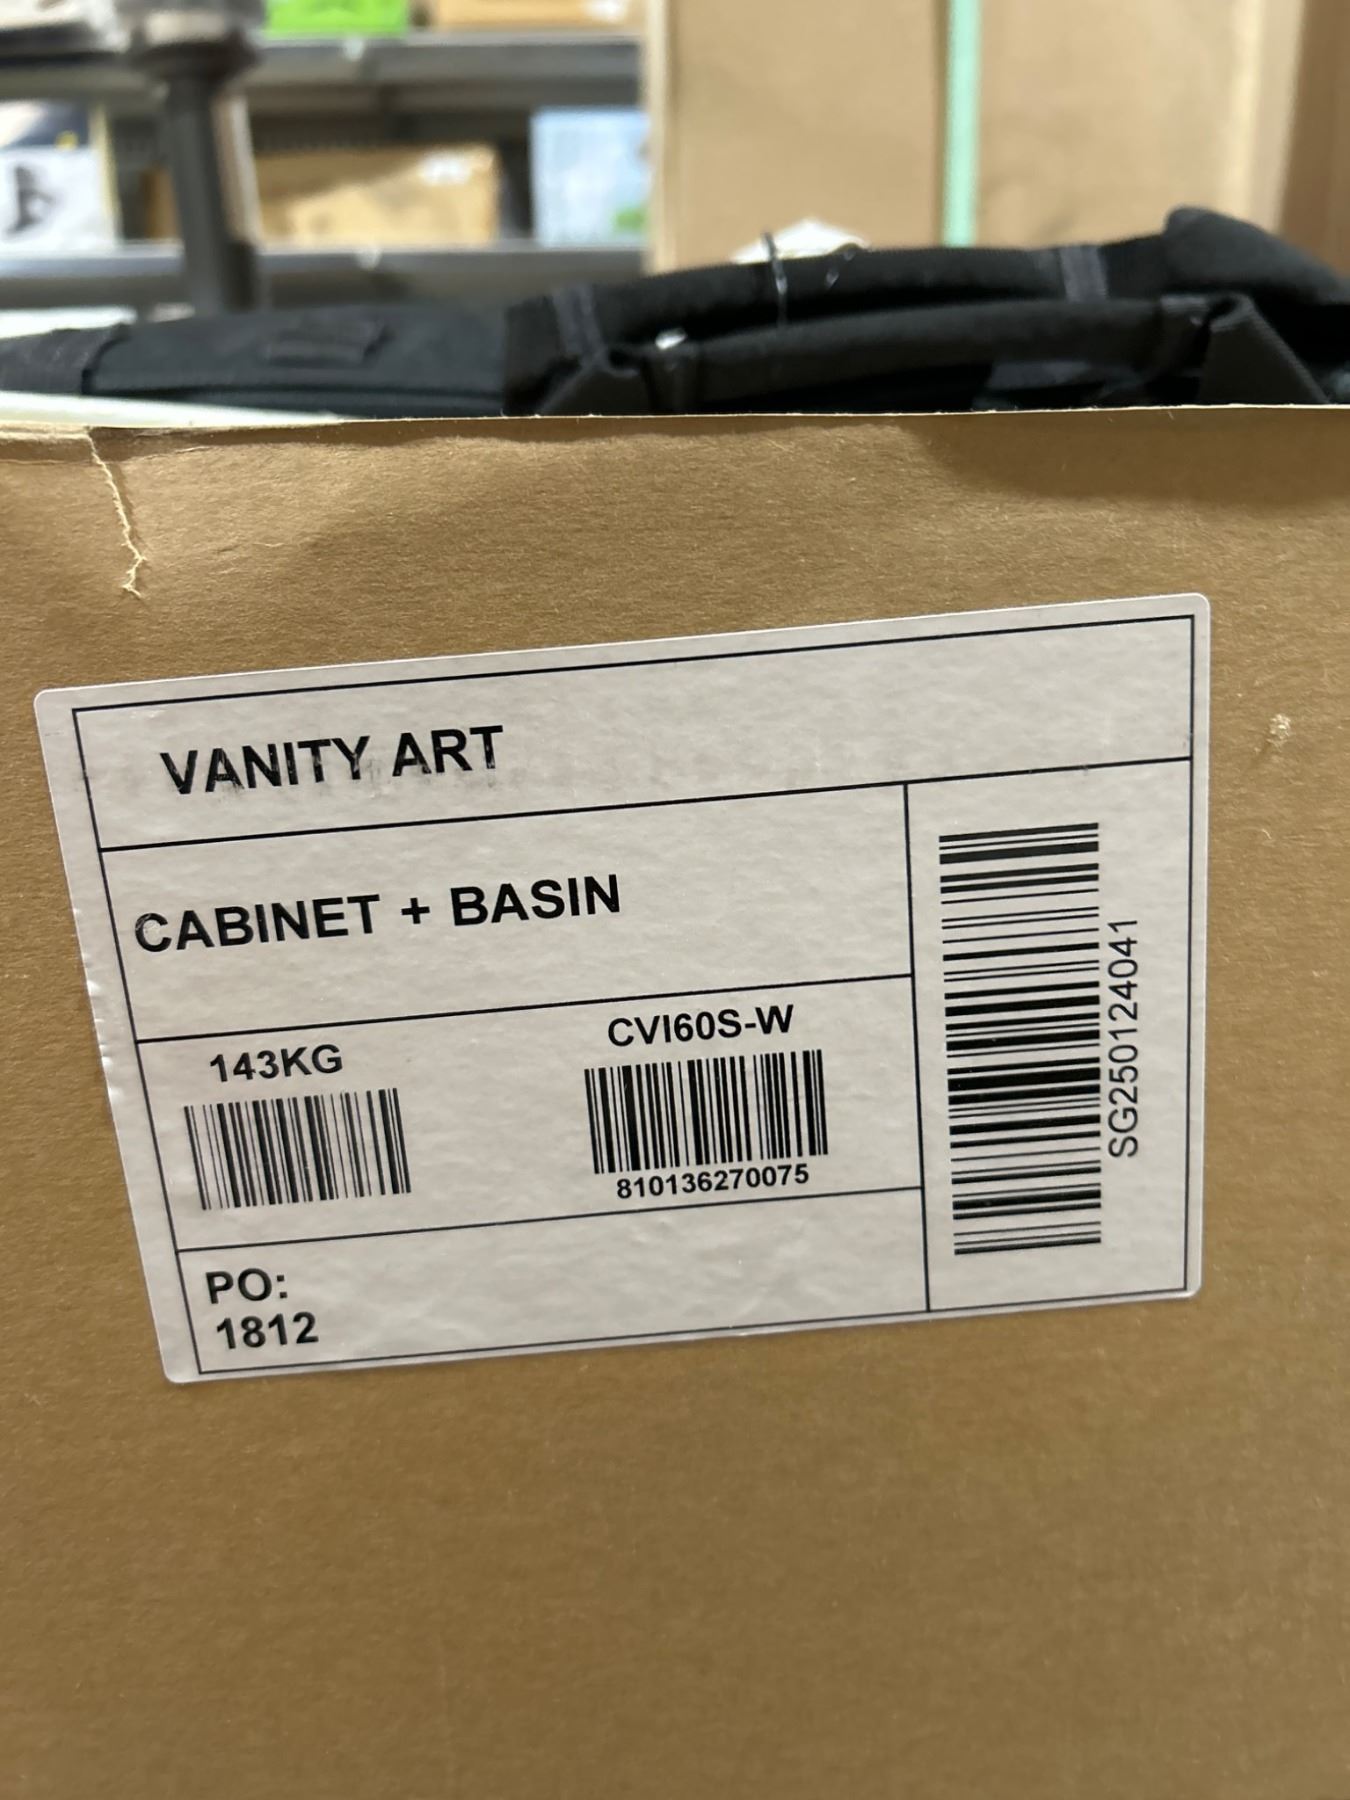 VANITY ART
CABINET + BASIN
143KG
CVI60S-W
810136270075
SG250124041
PO:
1812